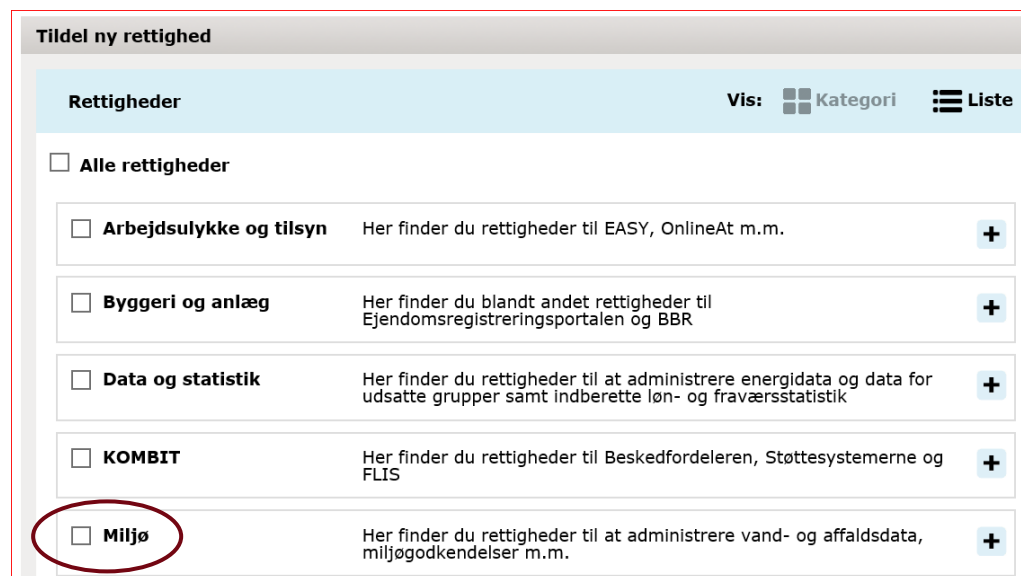 Tildel ny rettighed
Rettigheder
Vis: Kategori Liste
Alle rettigheder
Arbejdsulykke og tilsyn Her finder du rettigheder til EASY, OnlineAt m.m.
Byggeri og anlæg Her finder du blandt andet rettigheder til
Ejendomsregistreringsportalen og BBR
Data og statistik Her finder du rettigheder til at administrere energidata og data for
udsatte grupper samt indberette løn- og fraværsstatistik
KOMBIT Her finder du rettigheder til Beskedfordeleren, Støttesystemerne og
FLIS
Miljø Her finder du rettigheder til at administrere vand- og affaldsdata,
miljøgodkendelser m.m.